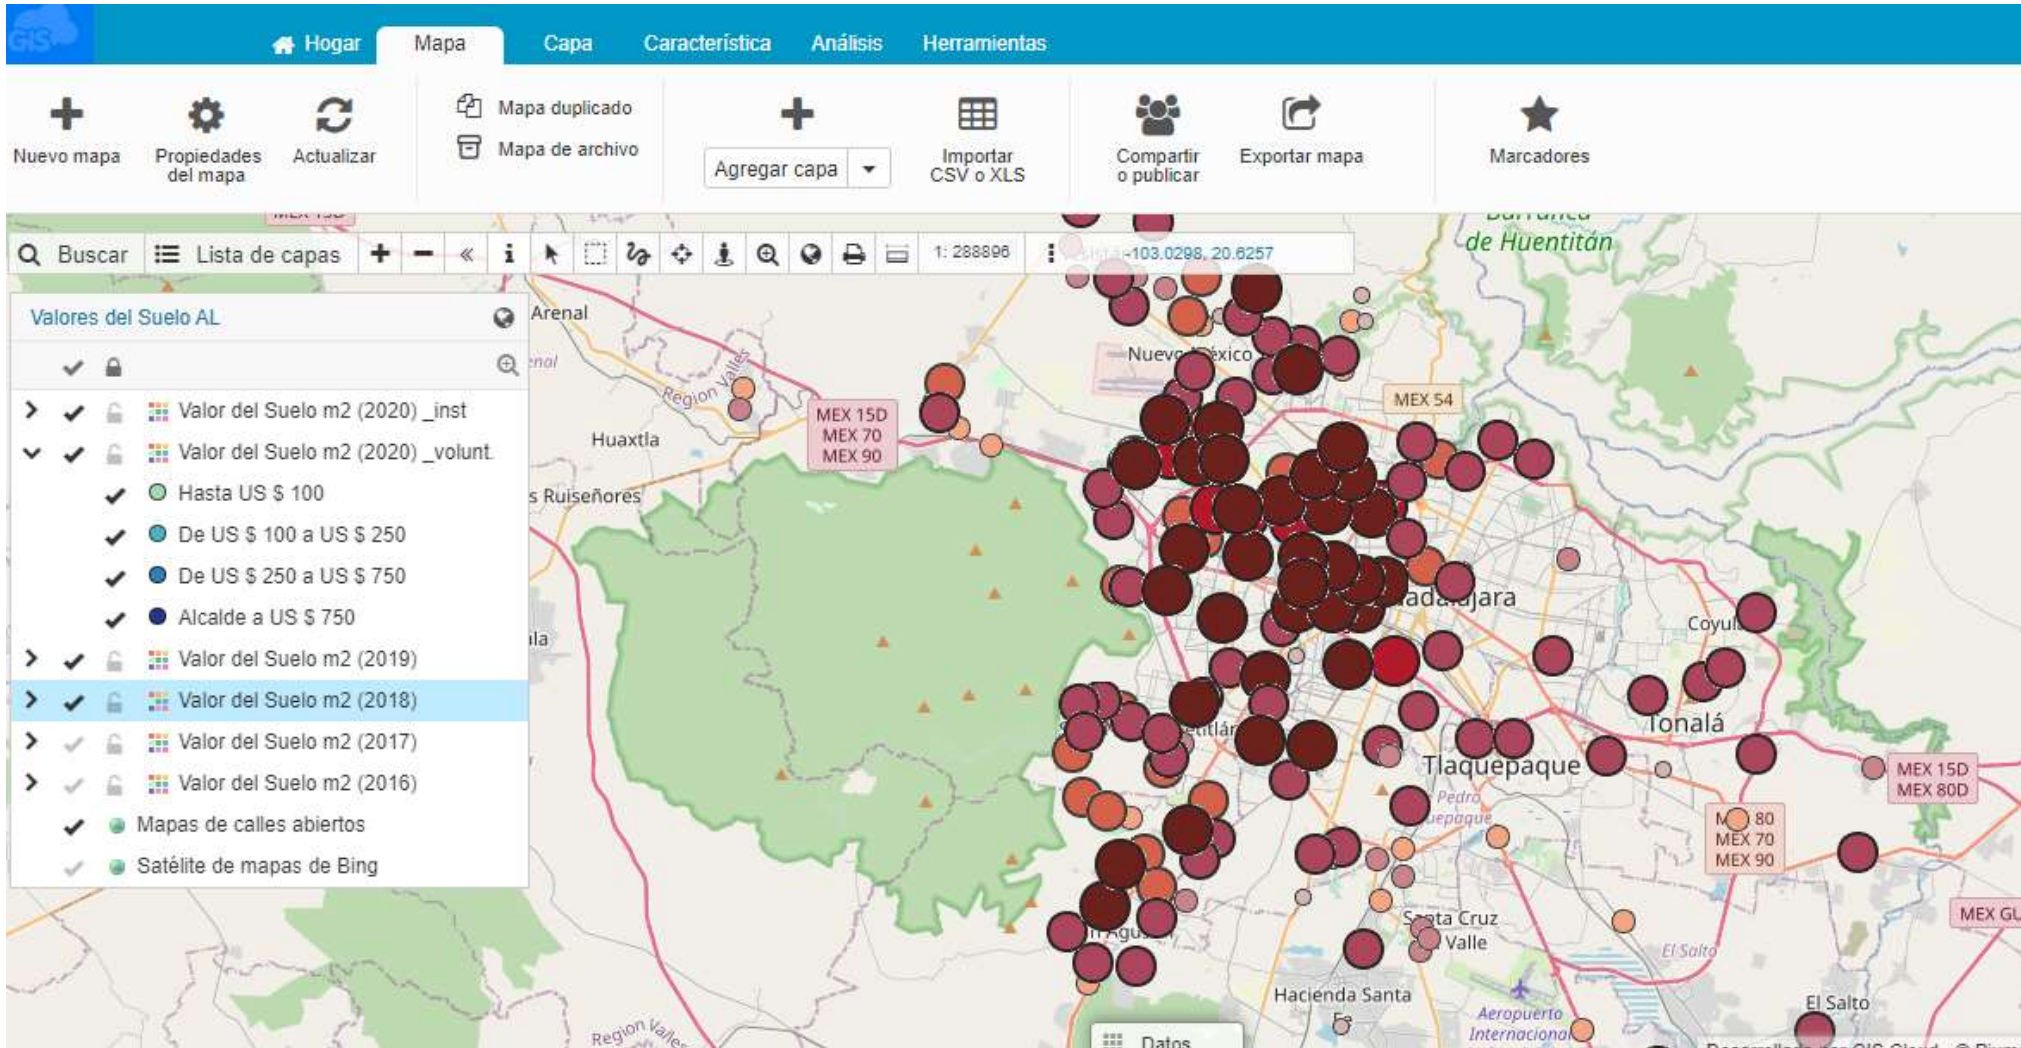 GIS
Hogar
Mapa
Capa
Característica
Análisis
Herramientas
Nuevo mapa
Propiedades
del mapa
Actualizar
Mapa duplicado
Mapa de archivo
Agregar capa
Importar
CSV o XLS
Compartir
o publicar
Exportar mapa
Marcadores
Buscar
Lista de capas
1: 288896
-103.0298, 20.6257
Valores del Suelo AL
Valor del Suelo m2 (2020) _inst
Valor del Suelo m2 (2020) _volunt.
Hasta US $ 100
De US $ 100 a US $ 250
De US $ 250 a US $ 750
Alcalde a US $ 750
Valor del Suelo m2 (2019)
Valor del Suelo m2 (2018)
Valor del Suelo m2 (2017)
Valor del Suelo m2 (2016)
Mapas de calles abiertos
Satélite de mapas de Bing
Barranca
de Huentitán
Arenal
Region Valles
Huaxtla
s Ruiseñores
MEX 15D
MEX 70
MEX 90
MEX 54
Tonalá
Tlaquepaque
MEX 15D
MEX 80D
80
MEX 70
MEX 90
MEX GU
Santa Cruz
Valle
El Salto
Hacienda Santa
Fe
Aeropuerto
Internacional
El Salto
Region Valles
Datos